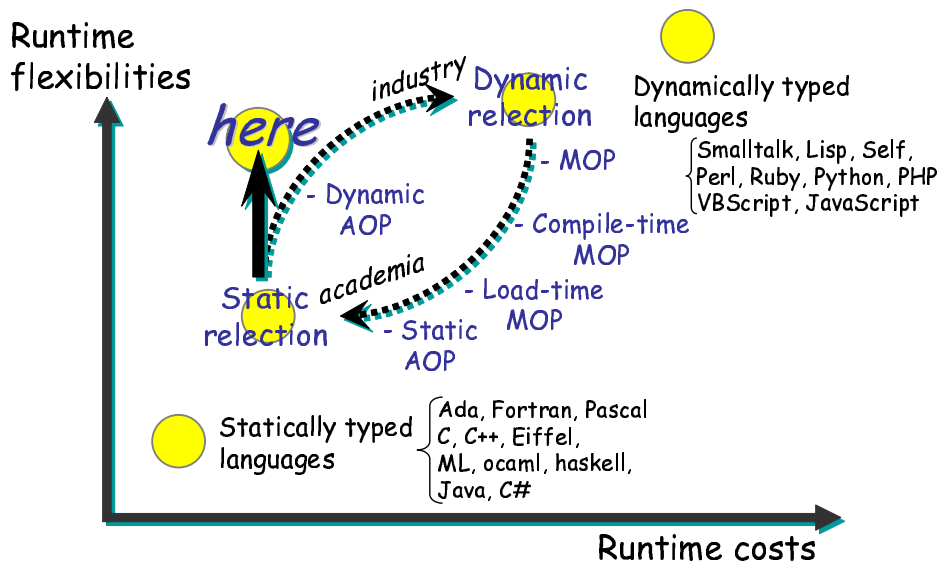 Runtime
flexibilities
industry
here
Dynamic
relection
Dynamically typed
languages
Smalltalk, Lisp, Self,
Perl, Ruby, Python, PHP
VBScript, JavaScript
- MOP
- Dynamic
AOP
- Compile-time
MOP
academia
- Load-time
MOP
Static
relection
- Static
AOP
Statically typed
languages
Ada, Fortran, Pascal
C, C++, Eiffel,
ML, ocaml, haskell,
Java, C#
Runtime costs